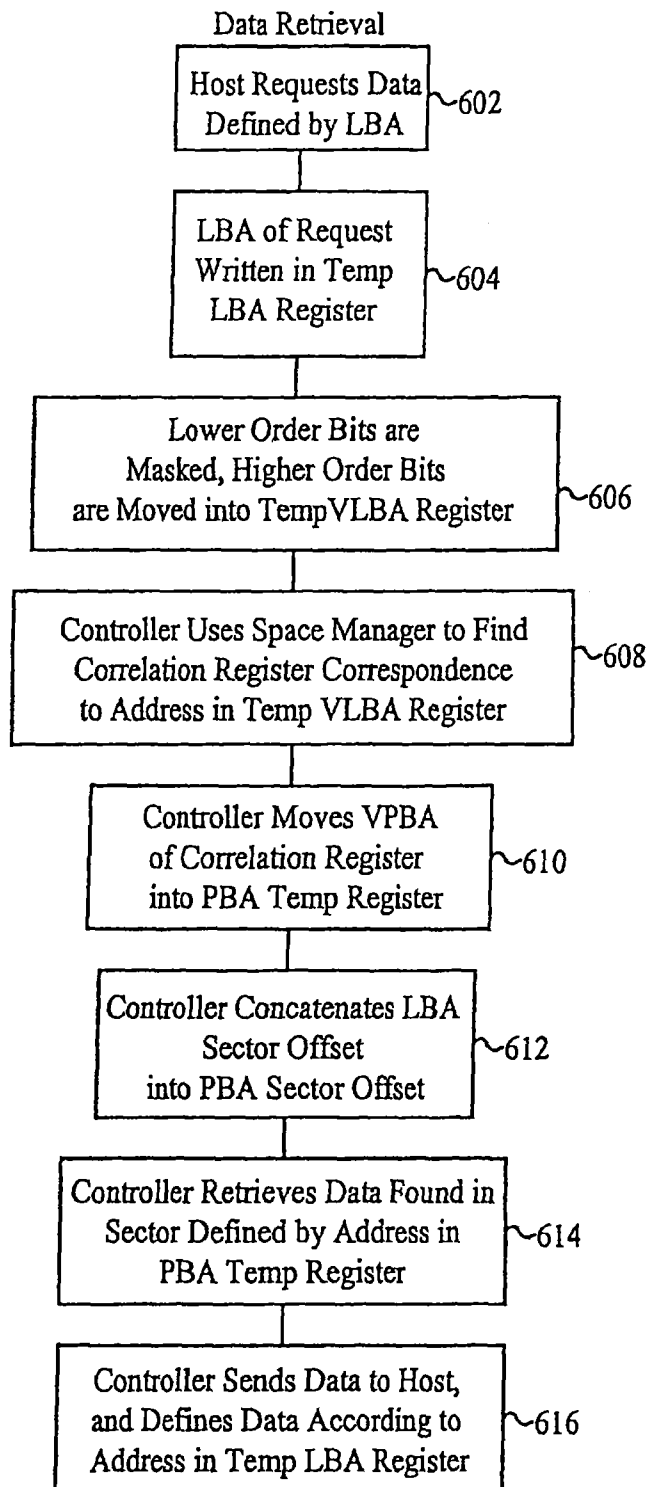 Data Retrieval
Host Requests Data
Defined by LBA
602
LBA of Request
Written in Temp
LBA Register
604
Lower Order Bits are
Masked, Higher Order Bits
are Moved into TempVLBA Register
606
Controller Uses Space Manager to Find
Correlation Register Correspondence
to Address in Temp VLBA Register
608
Controller Moves VPBA
of Correlation Register
into PBA Temp Register
610
Controller Concatenates LBA
Sector Offset
into PBA Sector Offset
612
Controller Retrieves Data Found in
Sector Defined by Address in
PBA Temp Register
614
Controller Sends Data to Host,
and Defines Data According to
Address in Temp LBA Register
616